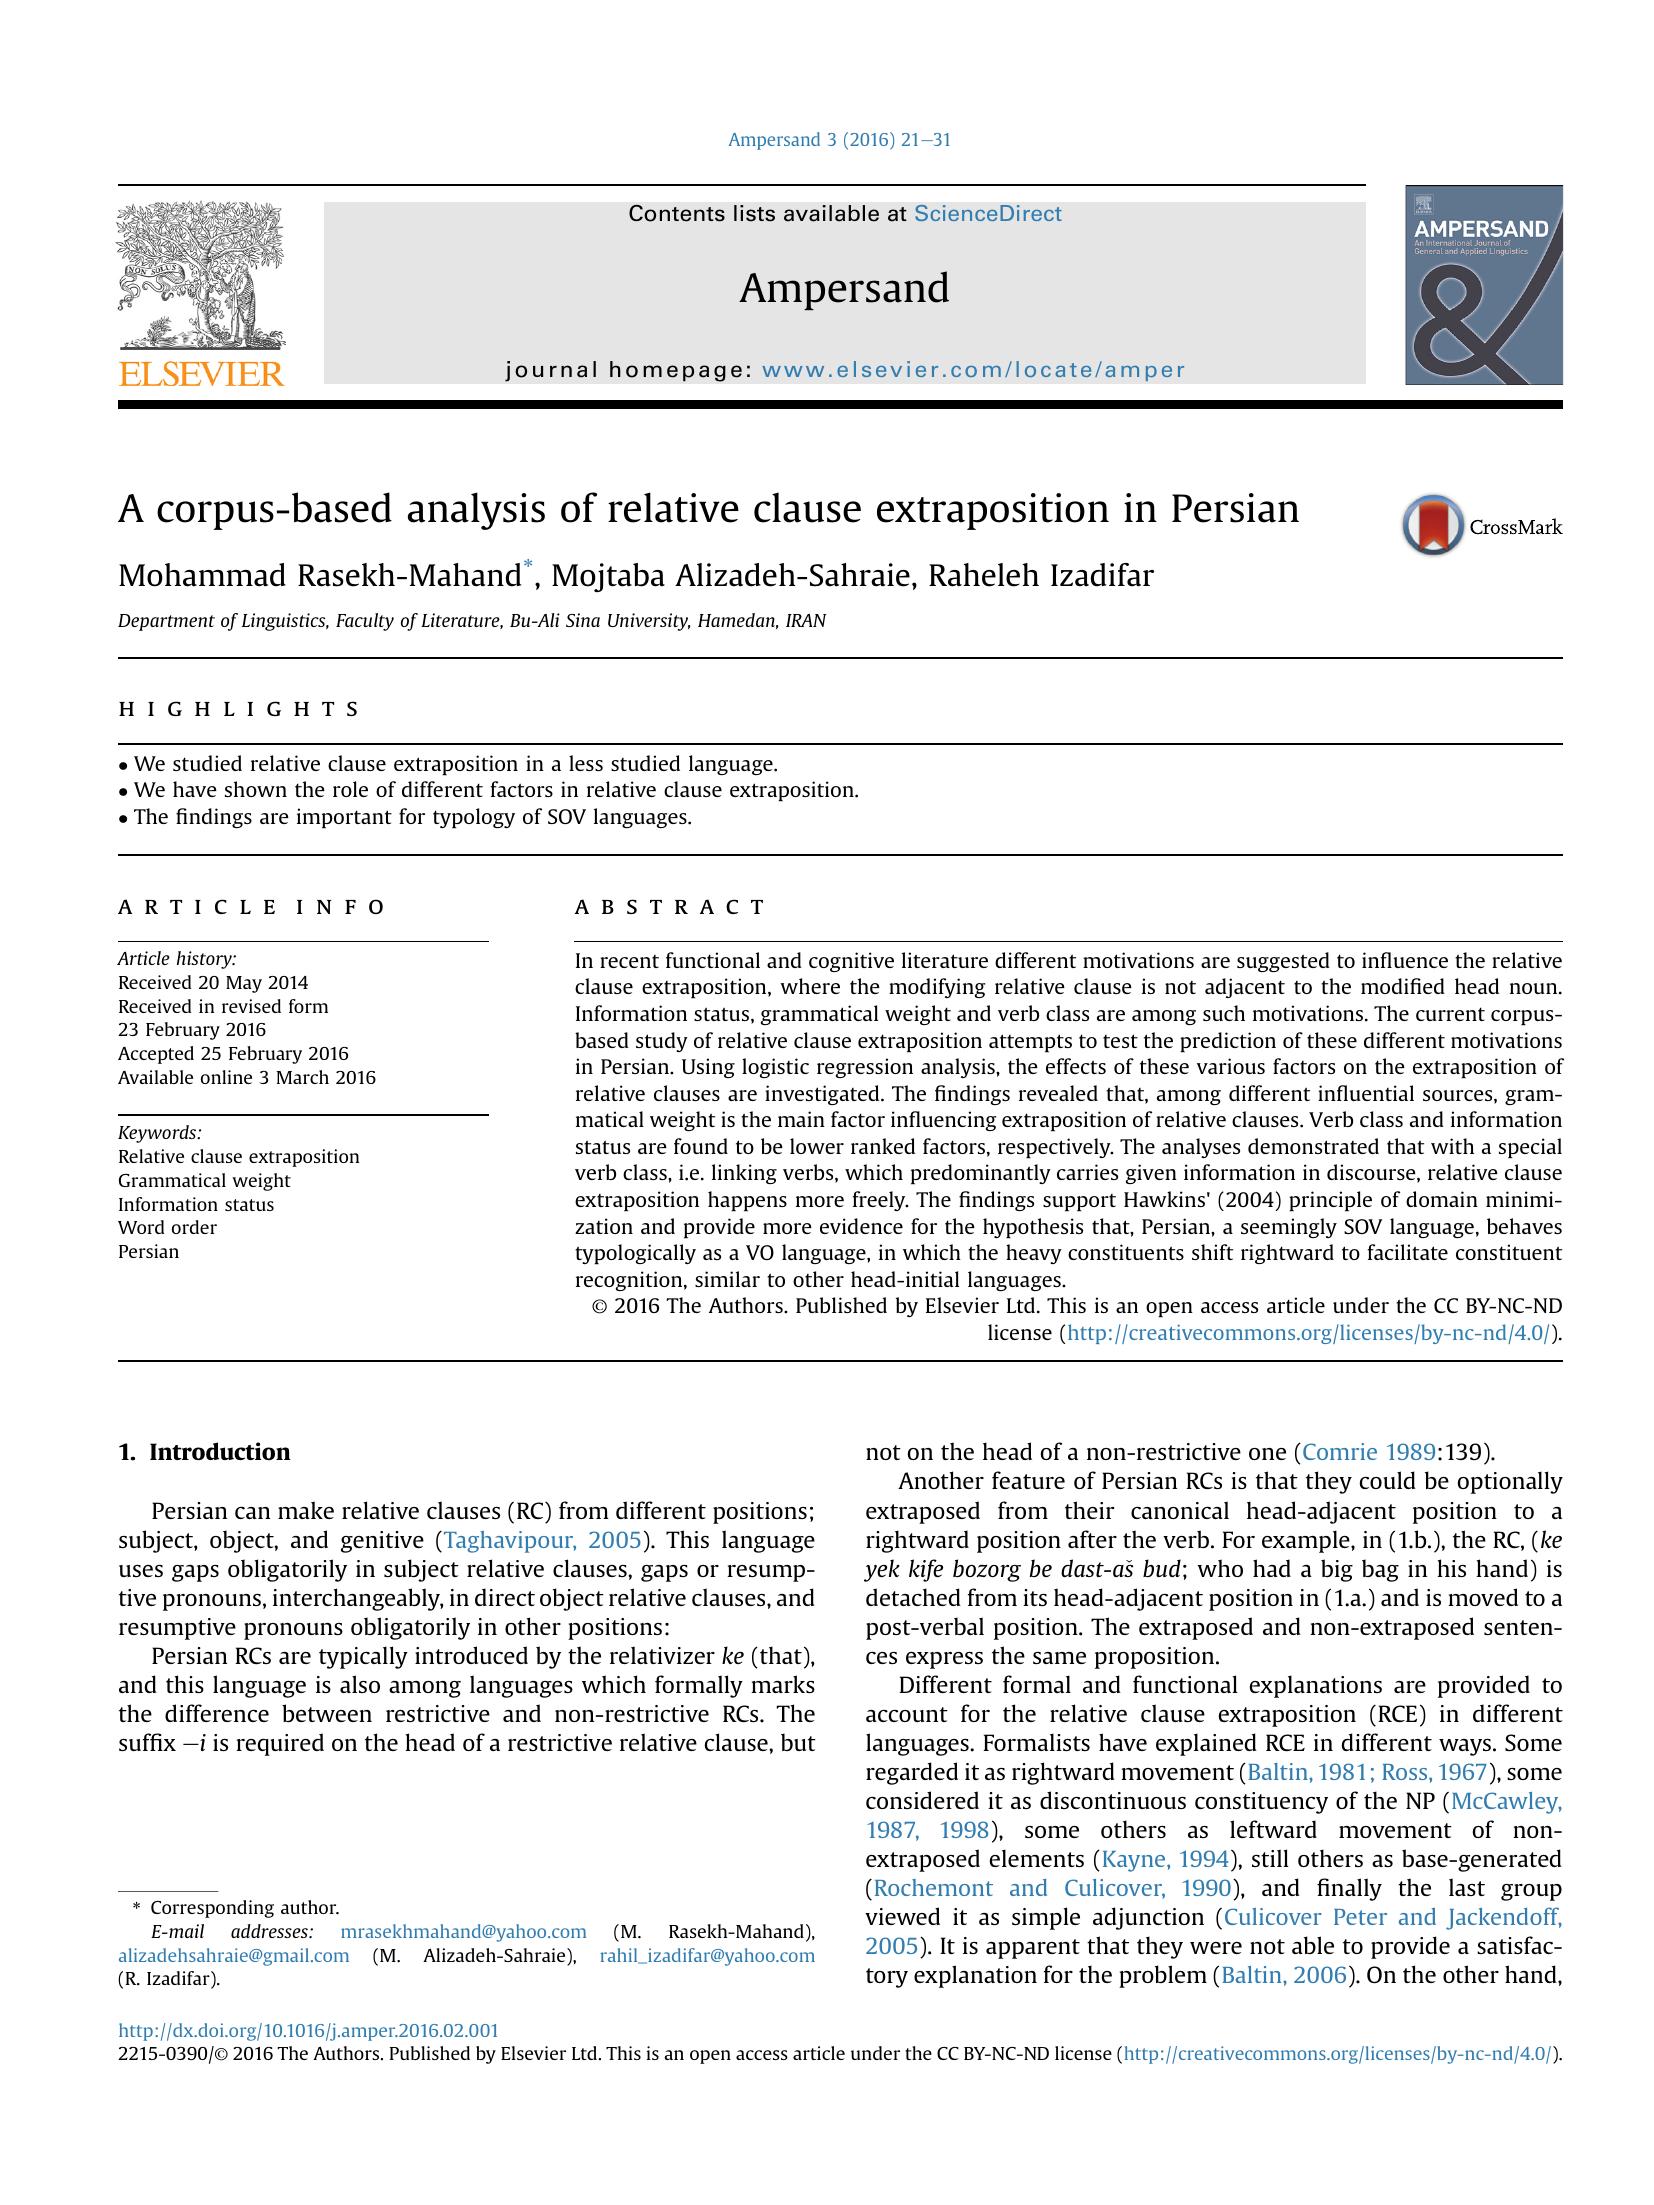 Ampersand 3 (2016) 21–31
Contents lists available at ScienceDirect
Ampersand
journal homepage: www.elsevier.com/locate/amper
NON SOLUS
ELSEVIER
AMPERSAND
An International Journal of
General and Applied Linguistics
&
A corpus-based analysis of relative clause extraposition in Persian
CrossMark
Mohammad Rasekh-Mahand*, Mojtaba Alizadeh-Sahraie, Raheleh Izadifar
Department of Linguistics, Faculty of Literature, Bu-Ali Sina University, Hamedan, IRAN
HIGHLIGHTS
• We studied relative clause extraposition in a less studied language.
• We have shown the role of different factors in relative clause extraposition.
• The findings are important for typology of SOV languages.
ARTICLE INFO
Article history:
Received 20 May 2014
Received in revised form
23 February 2016
Accepted 25 February 2016
Available online 3 March 2016
Keywords:
Relative clause extraposition
Grammatical weight
Information status
Word order
Persian
ABSTRACT
In recent functional and cognitive literature different motivations are suggested to influence the relative
clause extraposition, where the modifying relative clause is not adjacent to the modified head noun.
Information status, grammatical weight and verb class are among such motivations. The current corpus-
based study of relative clause extraposition attempts to test the prediction of these different motivations
in Persian. Using logistic regression analysis, the effects of these various factors on the extraposition of
relative clauses are investigated. The findings revealed that, among different influential sources, gram-
matical weight is the main factor influencing extraposition of relative clauses. Verb class and information
status are found to be lower ranked factors, respectively. The analyses demonstrated that with a special
verb class, i.e. linking verbs, which predominantly carries given information in discourse, relative clause
extraposition happens more freely. The findings support Hawkins' (2004) principle of domain minimi-
zation and provide more evidence for the hypothesis that, Persian, a seemingly SOV language, behaves
typologically as a VO language, in which the heavy constituents shift rightward to facilitate constituent
recognition, similar to other head-initial languages.
© 2016 The Authors. Published by Elsevier Ltd. This is an open access article under the CC BY-NC-ND
license (http://creativecommons.org/licenses/by-nc-nd/4.0/).
1. Introduction
Persian can make relative clauses (RC) from different positions;
subject, object, and genitive (Taghavipour, 2005). This language
uses gaps obligatorily in subject relative clauses, gaps or resump-
tive pronouns, interchangeably, in direct object relative clauses, and
resumptive pronouns obligatorily in other positions:
Persian RCs are typically introduced by the relativizer ke (that),
and this language is also among languages which formally marks
the difference between restrictive and non-restrictive RCs. The
suffix –i is required on the head of a restrictive relative clause, but
* Corresponding author.
E-mail addresses: mrasekhmahand@yahoo.com (M. Rasekh-Mahand),
alizadehsahraie@gmail.com (M. Alizadeh-Sahraie), rahil_izadifar@yahoo.com
(R. Izadifar).
not on the head of a non-restrictive one (Comrie 1989:139).
Another feature of Persian RCs is that they could be optionally
extraposed from their canonical head-adjacent position to a
rightward position after the verb. For example, in (1.b.), the RC, (ke
yek kife bozorg be dast-aš bud; who had a big bag in his hand) is
detached from its head-adjacent position in (1.a.) and is moved to a
post-verbal position. The extraposed and non-extraposed senten-
ces express the same proposition.
Different formal and functional explanations are provided to
account for the relative clause extraposition (RCE) in different
languages. Formalists have explained RCE in different ways. Some
regarded it as rightward movement (Baltin, 1981; Ross, 1967), some
considered it as discontinuous constituency of the NP (McCawley,
1987, 1998), some others as leftward movement of non-
extraposed elements (Kayne, 1994), still others as base-generated
(Rochemont and Culicover, 1990), and finally the last group
viewed it as simple adjunction (Culicover Peter and Jackendoff,
2005). It is apparent that they were not able to provide a satisfac-
tory explanation for the problem (Baltin, 2006). On the other hand,
http://dx.doi.org/10.1016/j.amper.2016.02.001
2215-0390/© 2016 The Authors. Published by Elsevier Ltd. This is an open access article under the CC BY-NC-ND license (http://creativecommons.org/licenses/by-nc-nd/4.0/).